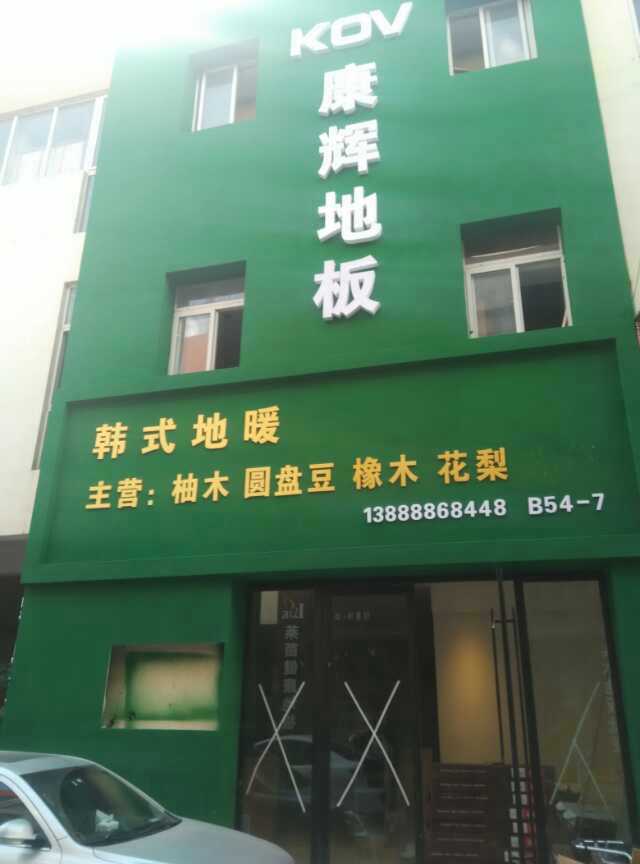 KOV
康辉地板
韩式地暖
主营：柚木 圆盘豆 橡木 花梨
13888868448 B54-7